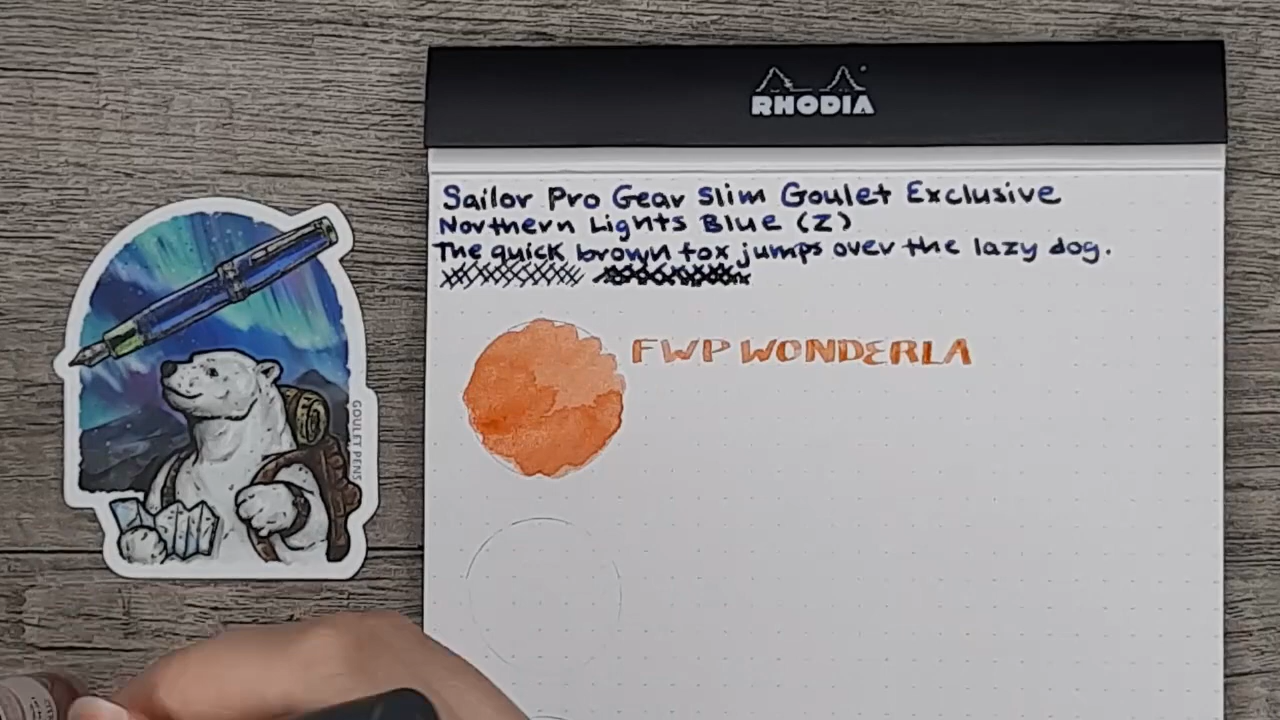 RHODIA
Sailor Pro Gear Slim Goulet Exclusive
Northern Lights Blue (Z)
The quick brown fox jumps over the lazy dog.
FWP WONDERLA
GOULET PENS